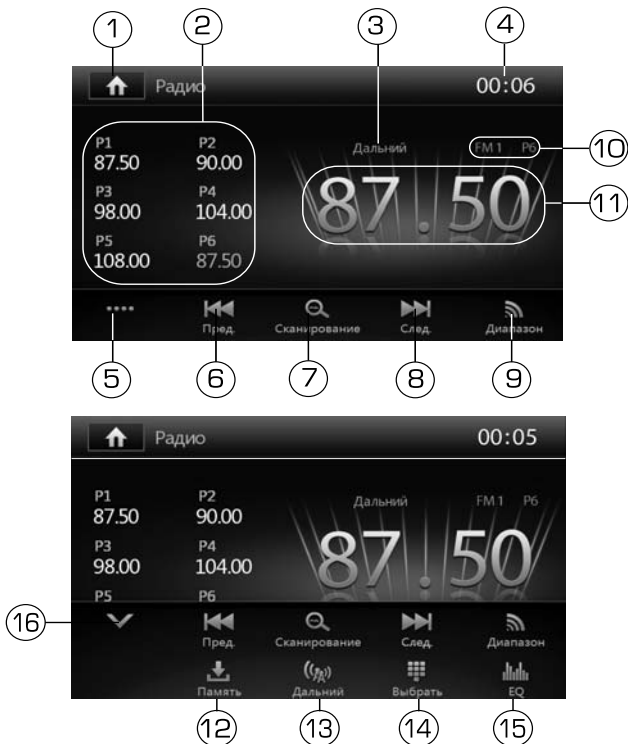 1 2 3 4
Радио 00:06
P1 P2 Дальний FM 1 P6 10
87.50 90.00 87.50 11
P3 P4
98.00 104.00
P5 P6
108.00 87.50
Пред. Сканирование След. Диапазон
5 6 7 8 9
Радио 00:05
P1 P2 Дальний FM 1 P6
87.50 90.00 87.50
P3 P4
98.00 104.00
P5 P6
16
Пред. Сканирование След. Диапазон
Память Дальний Выбрать EQ
12 13 14 15